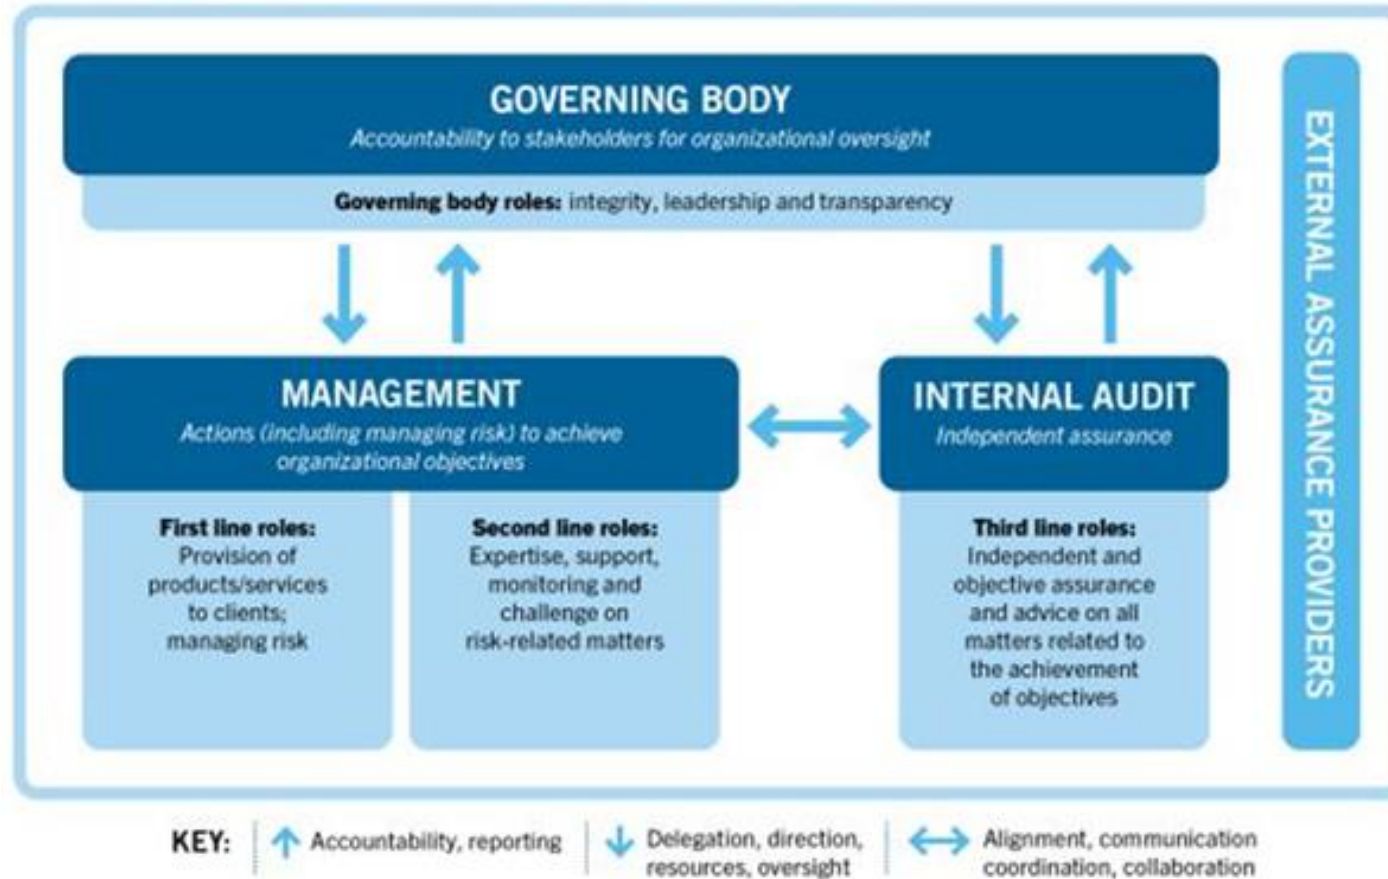 GOVERNING BODY
Accountability to stakeholders for organizational oversight
Governing body roles: integrity, leadership and transparency
MANAGEMENT
Actions (including managing risk) to achieve
organizational objectives
INTERNAL AUDIT
Independent assurance
First line roles:
Provision of
products/services
to clients;
managing risk
Second line roles:
Expertise, support,
monitoring and
challenge on
risk-related matters
Third line roles:
Independent and
objective assurance
and advice on all
matters related to
the achievement
of objectives
EXTERNAL ASSURANCE PROVIDERS
KEY:
Accountability, reporting
Delegation, direction,
resources, oversight
Alignment, communication
coordination, collaboration